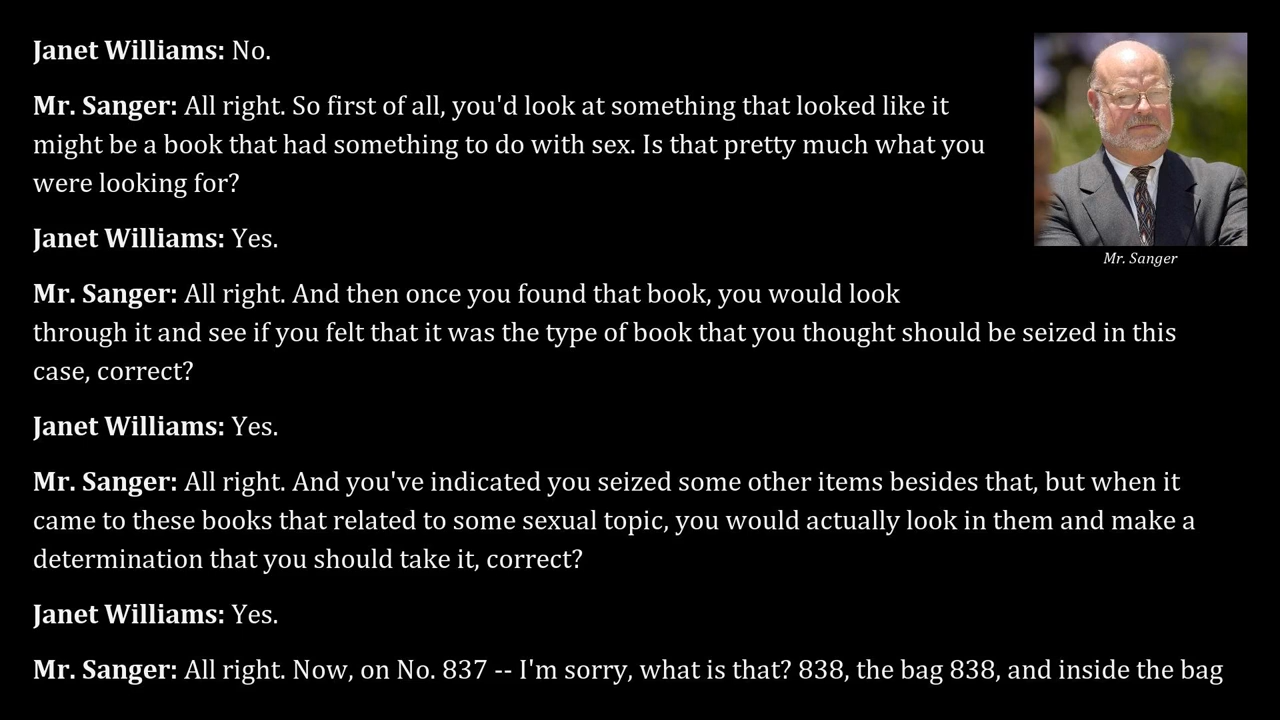 Janet Williams: No.
Mr. Sanger: All right. So first of all, you'd look at something that looked like it
might be a book that had something to do with sex. Is that pretty much what you
were looking for?
Janet Williams: Yes.
Mr. Sanger
Mr. Sanger: All right. And then once you found that book, you would look
through it and see if you felt that it was the type of book that you thought should be seized in this
case, correct?
Janet Williams: Yes.
Mr. Sanger: All right. And you've indicated you seized some other items besides that, but when it
came to these books that related to some sexual topic, you would actually look in them and make a
determination that you should take it, correct?
Janet Williams: Yes.
Mr. Sanger: All right. Now, on No. 837 -- I'm sorry, what is that? 838, the bag 838, and inside the bag